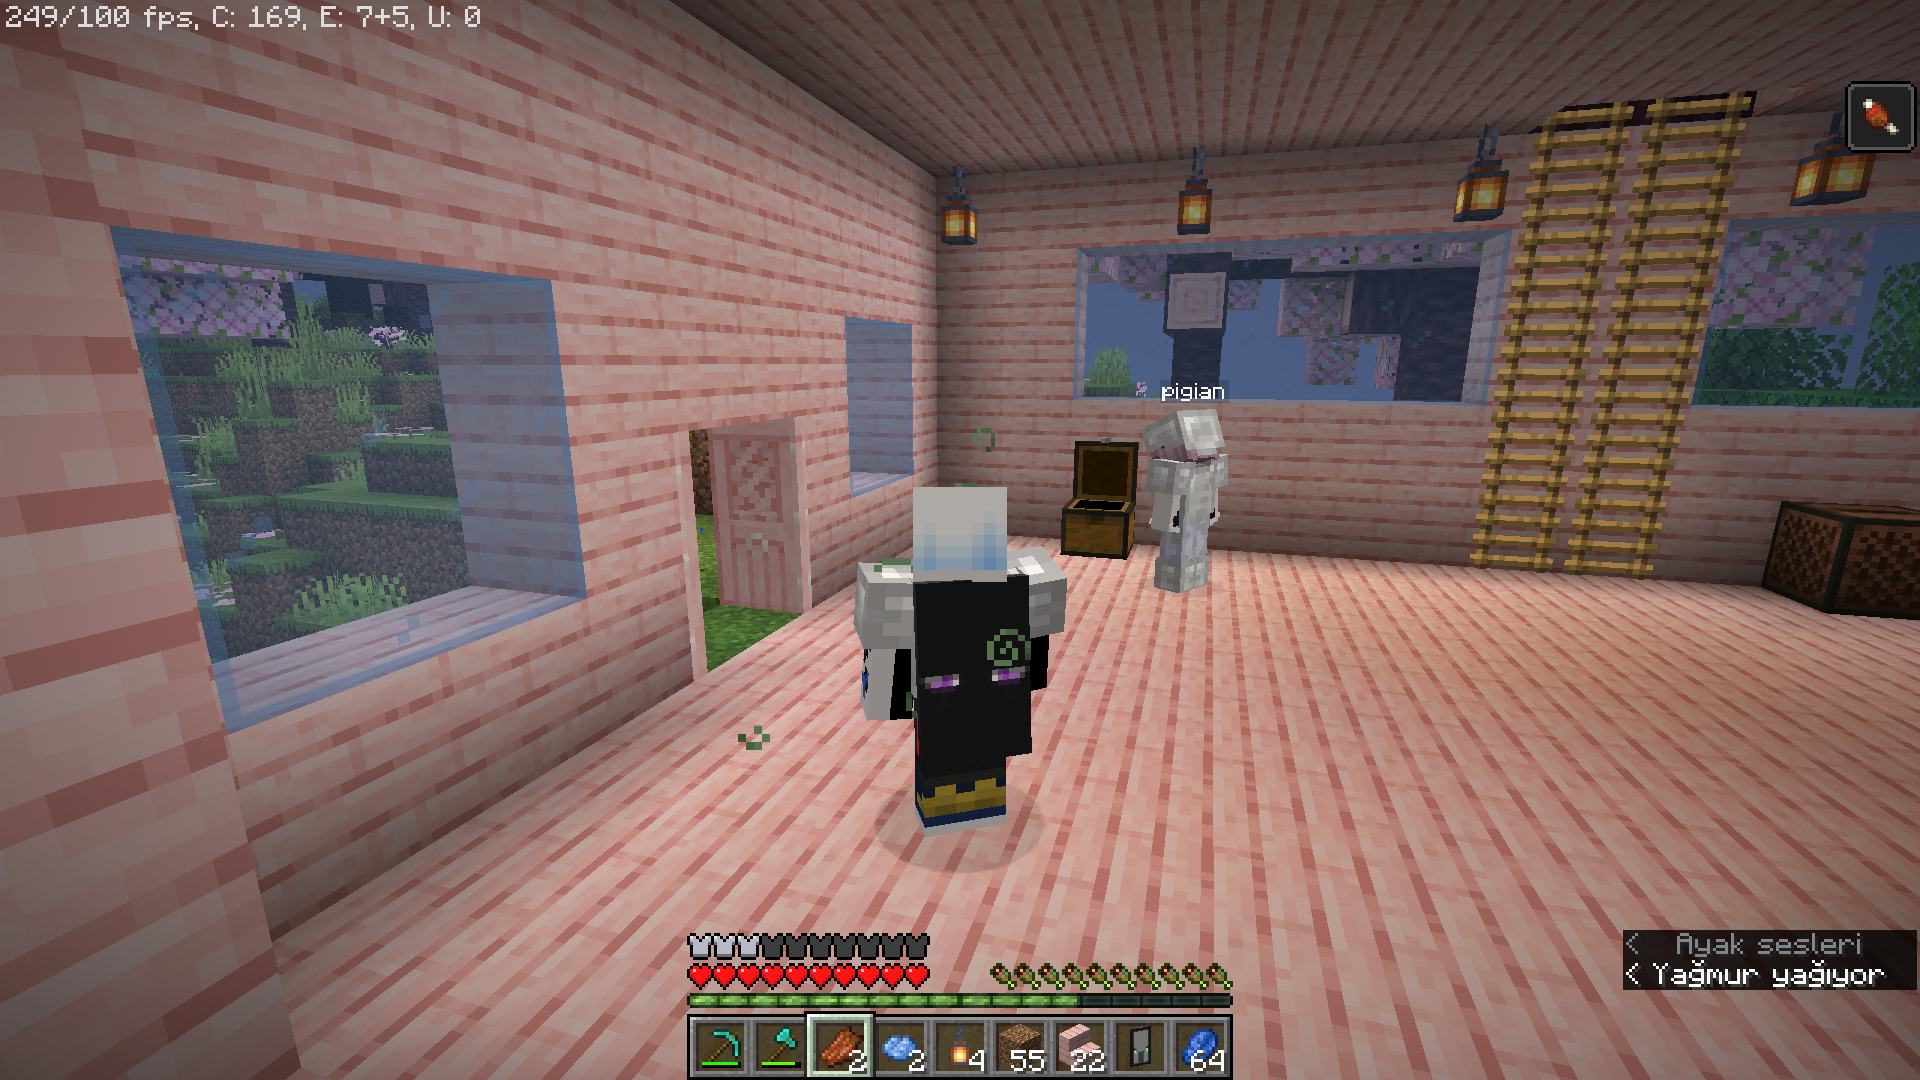 249/100 fps, C: 169, E: 7+5, U: 0
pigian
< Ayak sesleri
< Yağmur yağıyor
2
2
4
55
22
64